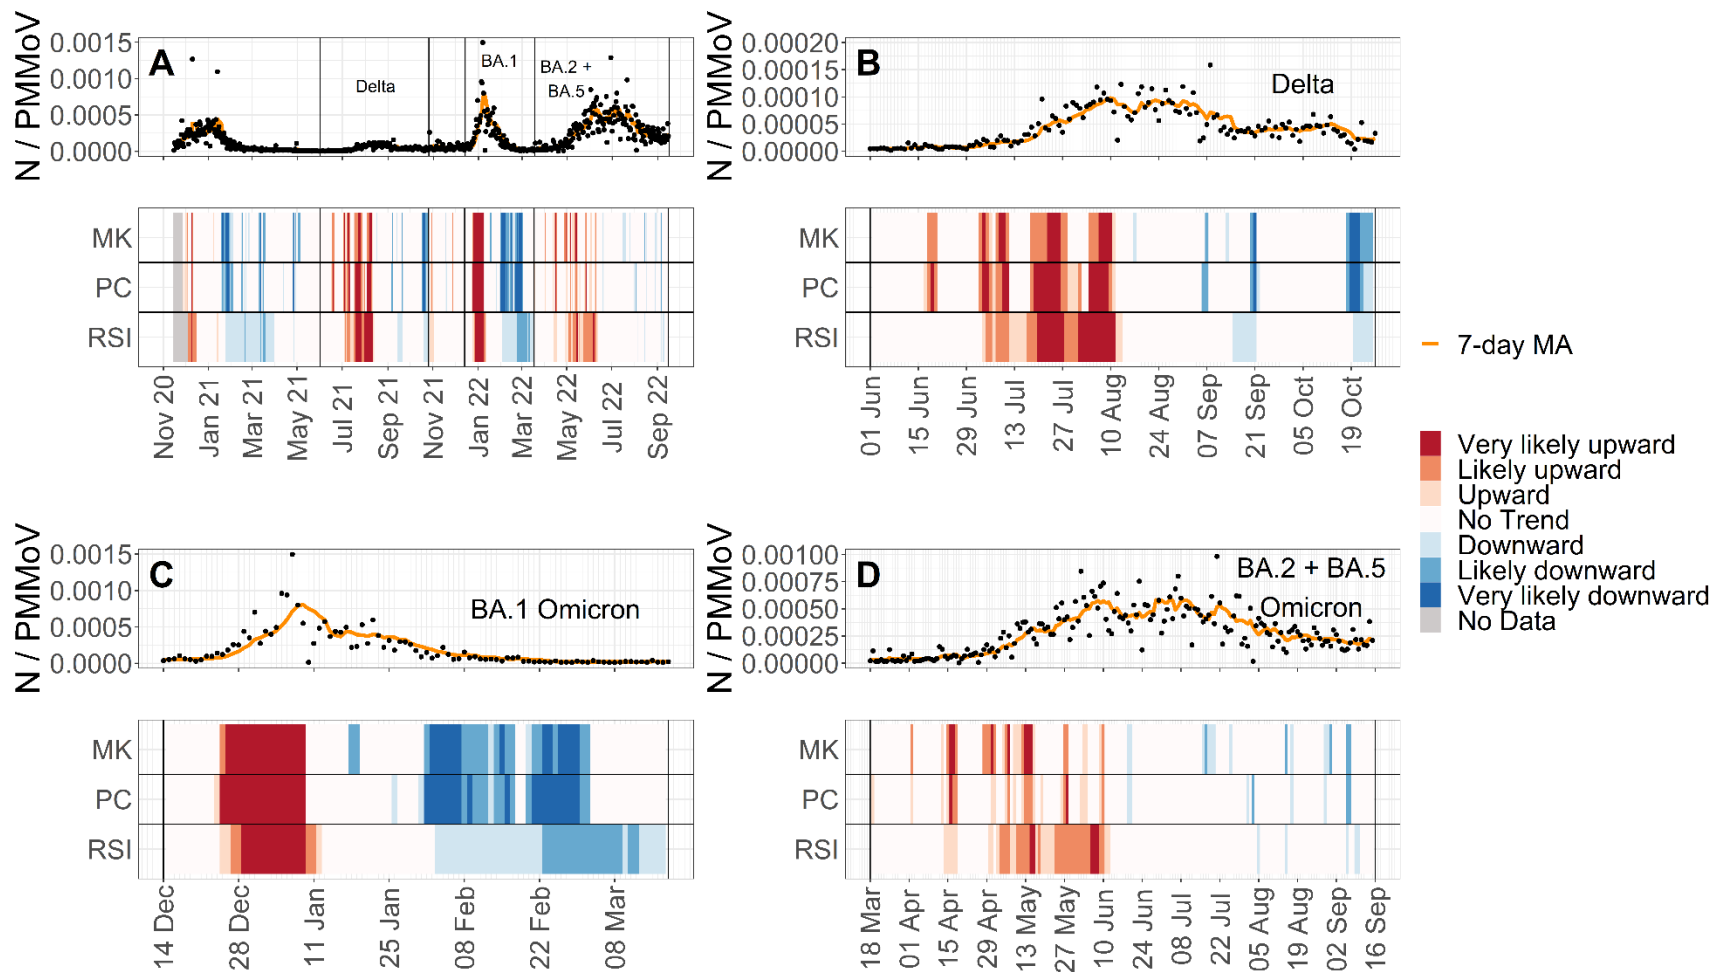 A
N / PMMoV
0.0015
0.0010
0.0005
0.0000
Delta
BA.1
BA.2 +
BA.5
MK
PC
RSI
Nov 20
Jan 21
Mar 21
May 21
Jul 21
Sep 21
Nov 21
Jan 22
Mar 22
May 22
Jul 22
Sep 22
B
N / PMMoV
0.00020
0.00015
0.00010
0.00005
0.00000
Delta
MK
PC
RSI
01 Jun
15 Jun
29 Jun
13 Jul
27 Jul
10 Aug
24 Aug
07 Sep
21 Sep
05 Oct
19 Oct
7-day MA
Very likely upward
Likely upward
Upward
No Trend
Downward
Likely downward
Very likely downward
No Data
C
N / PMMoV
0.0015
0.0010
0.0005
0.0000
BA.1 Omicron
MK
PC
RSI
14 Dec
28 Dec
11 Jan
25 Jan
08 Feb
22 Feb
08 Mar
D
N / PMMoV
0.00100
0.00075
0.00050
0.00025
0.00000
BA.2 + BA.5
Omicron
MK
PC
RSI
18 Mar
01 Apr
15 Apr
29 Apr
13 May
27 May
10 Jun
24 Jun
08 Jul
22 Jul
05 Aug
19 Aug
02 Sep
16 Sep